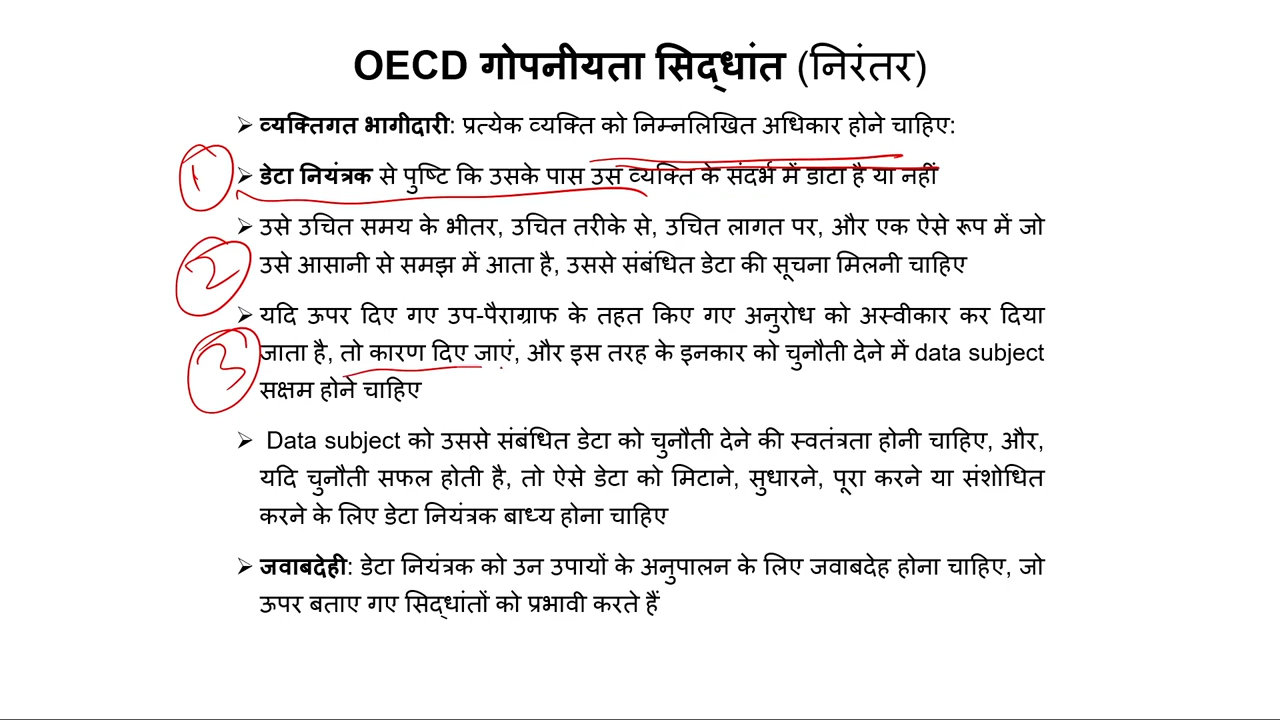 OECD गोपनीयता सिद्धांत (निरंतर)
➢ व्यक्तिगत भागीदारी: प्रत्येक व्यक्ति को निम्नलिखित अधिकार होने चाहिए:
1
➢ डेटा नियंत्रक से पुष्टि कि उसके पास उस व्यक्ति के संदर्भ में डाटा है या नहीं
➢ उसे उचित समय के भीतर, उचित तरीके से, उचित लागत पर, और एक ऐसे रूप में जो
2
उसे आसानी से समझ में आता है, उससे संबंधित डेटा की सूचना मिलनी चाहिए
यदि ऊपर दिए गए उप-पैराग्राफ के तहत किए गए अनुरोध को अस्वीकार कर दिया
3
जाता है, तो कारण दिए जाएं, और इस तरह के इनकार को चुनौती देने में data subject
सक्षम होने चाहिए
➢ Data subject को उससे संबंधित डेटा को चुनौती देने की स्वतंत्रता होनी चाहिए, और,
यदि चुनौती सफल होती है, तो ऐसे डेटा को मिटाने, सुधारने, पूरा करने या संशोधित
करने के लिए डेटा नियंत्रक बाध्य होना चाहिए
➢ जवाबदेही: डेटा नियंत्रक को उन उपायों के अनुपालन के लिए जवाबदेह होना चाहिए, जो
ऊपर बताए गए सिद्धांतों को प्रभावी करते हैं